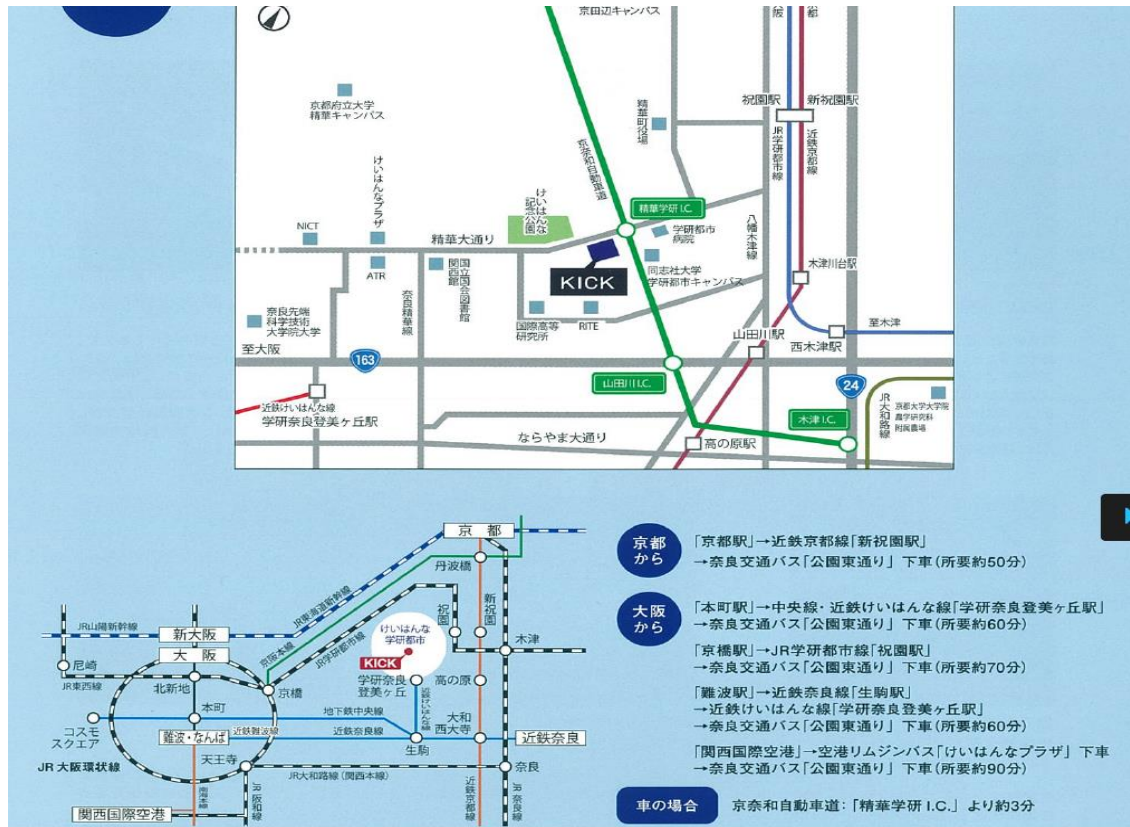 京田辺キャンパス
阪
都
京都府立大学
精華キャンパス
けいはんなプラザ
精華町役場
祝園駅
新祝園駅
京奈和自動車道
JR学研都市線
近鉄京都線
けいはんな
記念公園
精華学研 I.C.
NICT
精華大通り
学研都市
病院
八幡木津線
ATR
国立国会図書館
関西館
KICK
同志社大学
学研都市キャンパス
木津川台駅
奈良先端
科学技術
大学院大学
奈良精華線
国際高等
研究所
RITE
山田川駅
至木津
西木津駅
至大阪
163
山田川 I.C.
24
近鉄けいはんな線
学研奈良登美ヶ丘駅
木津 I.C.
JR大和路線
京都大学大学院
農学研究科
附属農場
ならやま大通り
高の原駅
京都
丹波橋
JR東海道新幹線
JR山陽新幹線
新大阪
京阪本線
JR学研都市線
祝園
新祝園
けいはんな
学研都市
KICK
木津
大阪
尼崎
JR東西線
北新地
京橋
学研奈良
登美ヶ丘
近鉄けいはんな線
高の原
本町
地下鉄中央線
コスモ
スクエア
難波・なんば
近鉄難波線
近鉄奈良線
生駒
大和
西大寺
近鉄奈良
天王寺
JR大阪環状線
JR大和路線(関西本線)
奈良
南海本線
JR阪和線
近鉄京都線
JR奈良線
関西国際空港
京都
から
「京都駅」→近鉄京都線「新祝園駅」
→奈良交通バス「公園東通り」下車(所要約50分)
大阪
から
「本町駅」→中央線・近鉄けいはんな線「学研奈良登美ヶ丘駅」
→奈良交通バス「公園東通り」下車(所要約60分)
「京橋駅」→JR学研都市線「祝園駅」
→奈良交通バス「公園東通り」下車(所要約70分)
「難波駅」→近鉄奈良線「生駒駅」
→近鉄けいはんな線「学研奈良登美ヶ丘駅」
→奈良交通バス「公園東通り」下車(所要約60分)
「関西国際空港」→空港リムジンバス「けいはんなプラザ」下車
→奈良交通バス「公園東通り」下車(所要約90分)
車の場合
京奈和自動車道:「精華学研 I.C.」より約3分